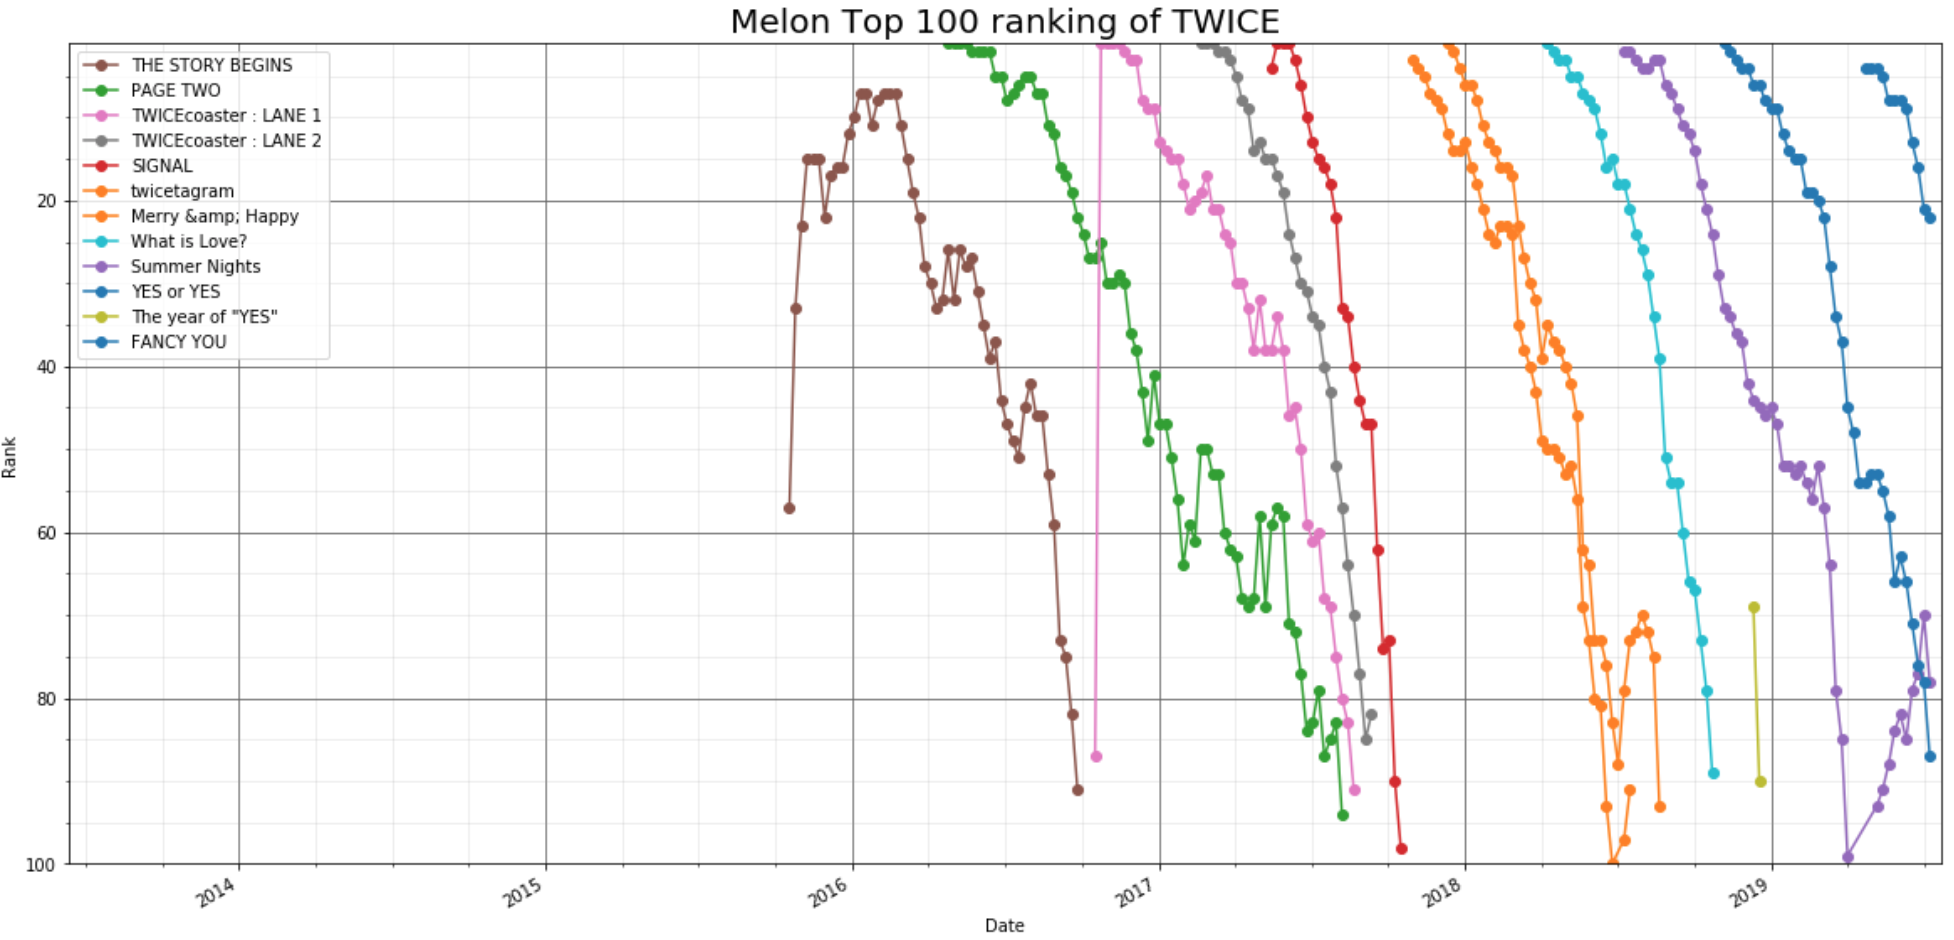 Melon Top 100 ranking of TWICE
THE STORY BEGINS
PAGE TWO
TWICEcoaster : LANE 1
TWICEcoaster : LANE 2
SIGNAL
twicetagram
Merry &amp; Happy
What is Love?
Summer Nights
YES or YES
The year of "YES"
FANCY YOU
20
40
60
80
100
Rank
2014
2015
2016
2017
2018
2019
Date